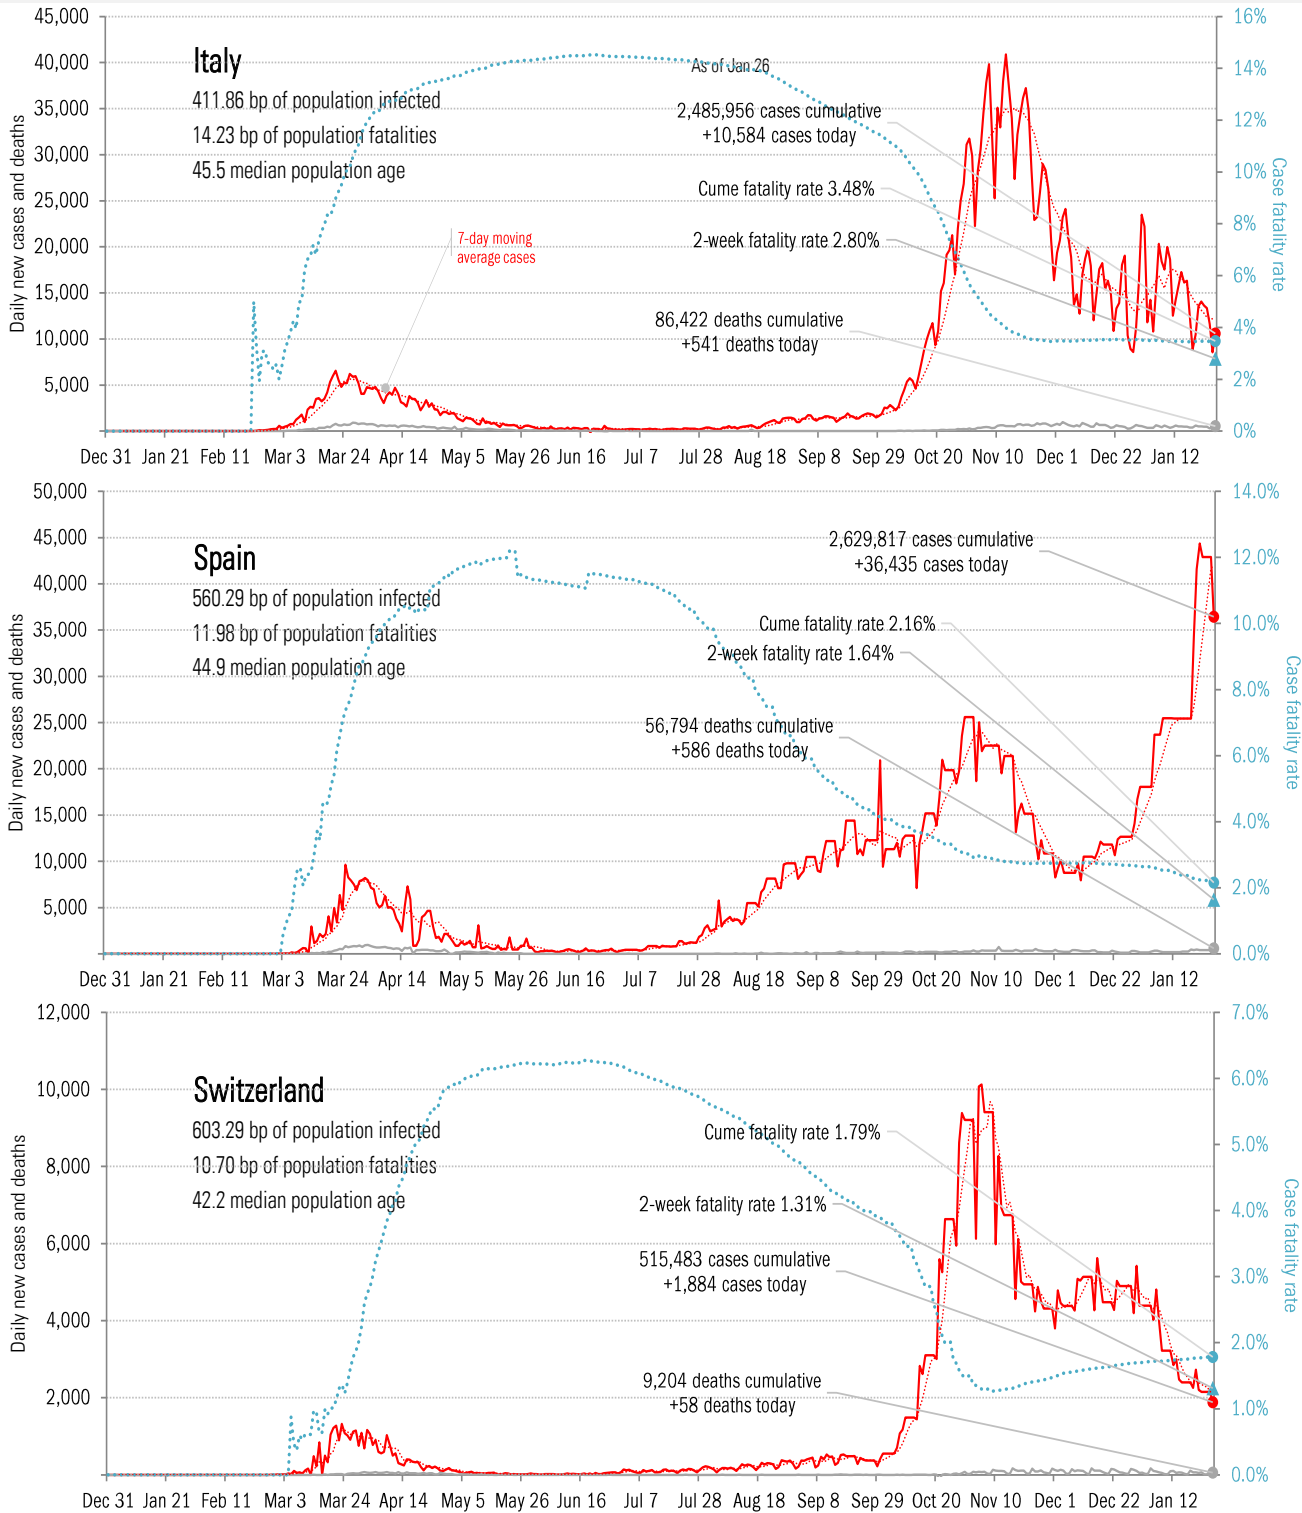 45,000
40,000
35,000
30,000
25,000
20,000
15,000
10,000
5,000
16%
14%
12%
10%
8%
6%
4%
2%
0%
Daily new cases and deaths
Case fatality rate
Italy
411.86 bp of population infected
14.23 bp of population fatalities
45.5 median population age
As of Jan 26
2,485,956 cases cumulative
+10,584 cases today
Cume fatality rate 3.48%
2-week fatality rate 2.80%
7-day moving
average cases
86,422 deaths cumulative
+541 deaths today
Dec 31 Jan 21 Feb 11 Mar 3 Mar 24 Apr 14 May 5 May 26 Jun 16 Jul 7 Jul 28 Aug 18 Sep 8 Sep 29 Oct 20 Nov 10 Dec 1 Dec 22 Jan 12
50,000
45,000
40,000
35,000
30,000
25,000
20,000
15,000
10,000
5,000
14.0%
12.0%
10.0%
8.0%
6.0%
4.0%
2.0%
0.0%
Daily new cases and deaths
Case fatality rate
Spain
560.29 bp of population infected
11.98 bp of population fatalities
44.9 median population age
2,629,817 cases cumulative
+36,435 cases today
Cume fatality rate 2.16%
2-week fatality rate 1.64%
56,794 deaths cumulative
+586 deaths today
Dec 31 Jan 21 Feb 11 Mar 3 Mar 24 Apr 14 May 5 May 26 Jun 16 Jul 7 Jul 28 Aug 18 Sep 8 Sep 29 Oct 20 Nov 10 Dec 1 Dec 22 Jan 12
12,000
10,000
8,000
6,000
4,000
2,000
7.0%
6.0%
5.0%
4.0%
3.0%
2.0%
1.0%
0.0%
Daily new cases and deaths
Case fatality rate
Switzerland
603.29 bp of population infected
10.70 bp of population fatalities
42.2 median population age
Cume fatality rate 1.79%
2-week fatality rate 1.31%
515,483 cases cumulative
+1,884 cases today
9,204 deaths cumulative
+58 deaths today
Dec 31 Jan 21 Feb 11 Mar 3 Mar 24 Apr 14 May 5 May 26 Jun 16 Jul 7 Jul 28 Aug 18 Sep 8 Sep 29 Oct 20 Nov 10 Dec 1 Dec 22 Jan 12